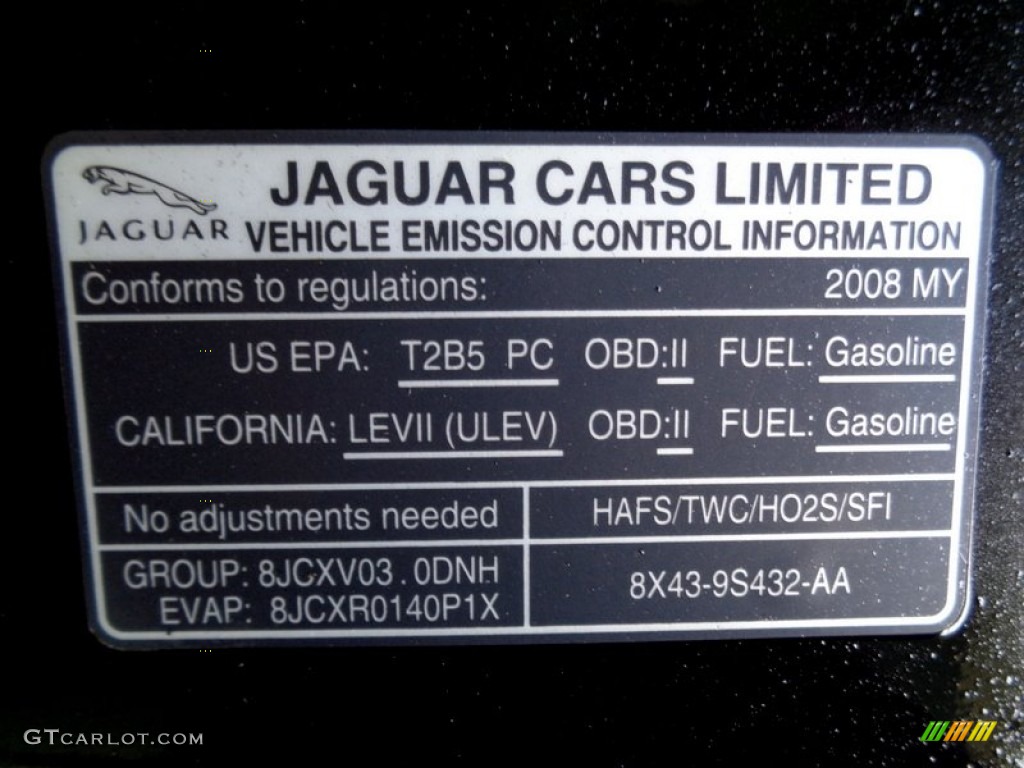 JAGUAR
JAGUAR CARS LIMITED
VEHICLE EMISSION CONTROL INFORMATION
Conforms to regulations: 2008 MY
US EPA: T2B5 PC OBD:II FUEL: Gasoline
CALIFORNIA: LEVII (ULEV) OBD:II FUEL: Gasoline
No adjustments needed HAFS/TWC/HO2S/SFI
GROUP: 8JCXV03.0DNH
EVAP: 8JCXR0140P1X
8X43-9S432-AA
GTCARLOT.COM